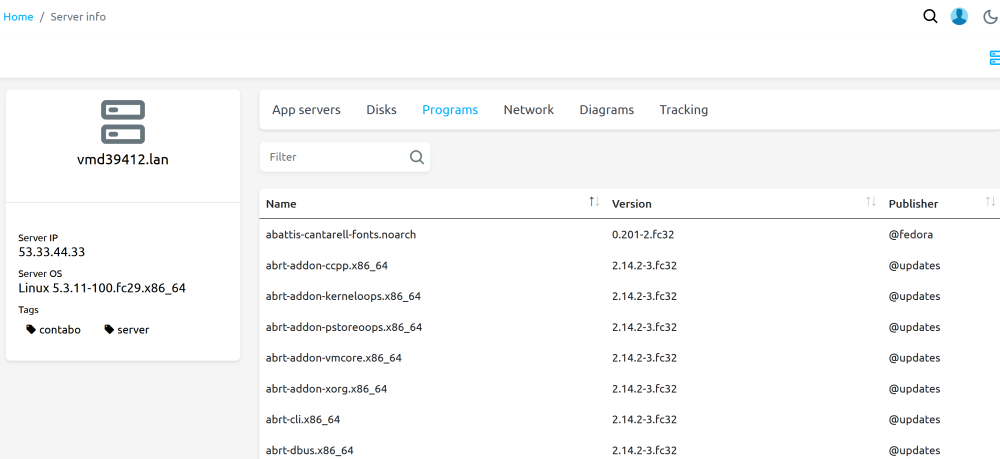 Home / Server info
vmd39412.lan
Server IP
53.33.44.33
Server OS
Linux 5.3.11-100.fc29.x86_64
Tags
contabo server
App servers Disks Programs Network Diagrams Tracking
Filter
Name Version Publisher
abattis-cantarell-fonts.noarch 0.201-2.fc32 @fedora
abrt-addon-ccpp.x86_64 2.14.2-3.fc32 @updates
abrt-addon-kerneloops.x86_64 2.14.2-3.fc32 @updates
abrt-addon-pstoreoops.x86_64 2.14.2-3.fc32 @updates
abrt-addon-vmcore.x86_64 2.14.2-3.fc32 @updates
abrt-addon-xorg.x86_64 2.14.2-3.fc32 @updates
abrt-cli.x86_64 2.14.2-3.fc32 @updates
abrt-dbus.x86_64 2.14.2-3.fc32 @updates